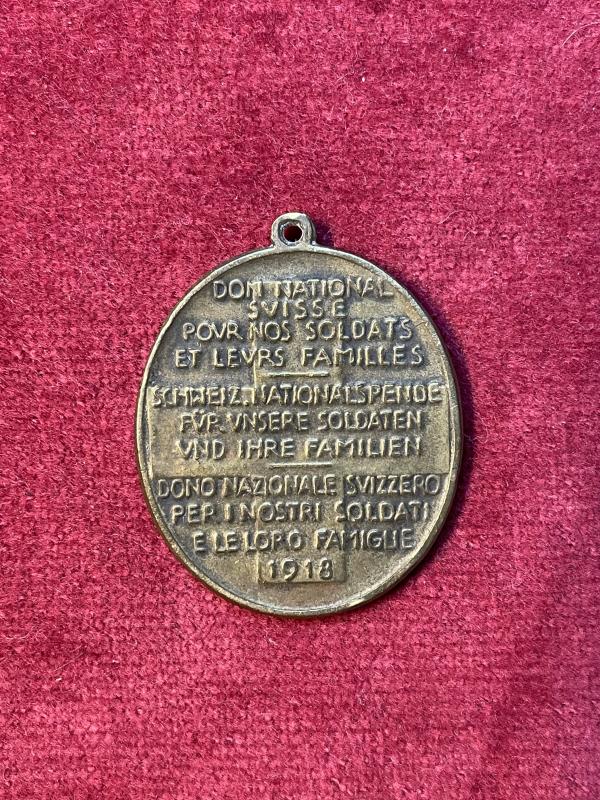 DON NATIONAL
SVISSE
POVR NOS SOLDATS
ET LEVRS FAMILLES
SCHWEIZ. NATIONALSPENDE
FÜR VNSERE SOLDATEN
VND IHRE FAMILIEN
DONO NAZIONALE SVIZZERO
PER I NOSTRI SOLDATI
E LE LORO FAMIGLIE
1918